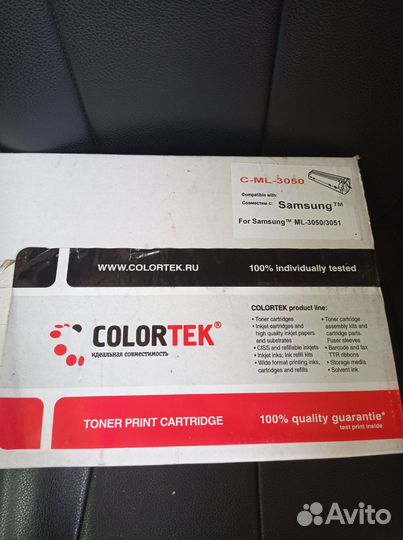 C-ML-3050
Compatible with:
Совместим с: Samsung™
For Samsung™ ML-3050/3051
WWW.COLORTEK.RU 100% individually tested
COLORTEK product line:
• Toner cartridges
• Inkjet cartridges and
high quality inkjet papers
and substrates
• CISS and refillable inkjets
• Inkjet inks; Ink refill kits
• Wide format printing inks,
cartridges and refills
• Toner cartridge
assembly kits and
cartridge parts.
Fuser sleeves
• Barcode and fax
TTR ribbons
• Storage media
• Solvent ink
COLORTEK®
идеальная совместимость
TONER PRINT CARTRIDGE 100% quality guarantie*
test print inside
Avito